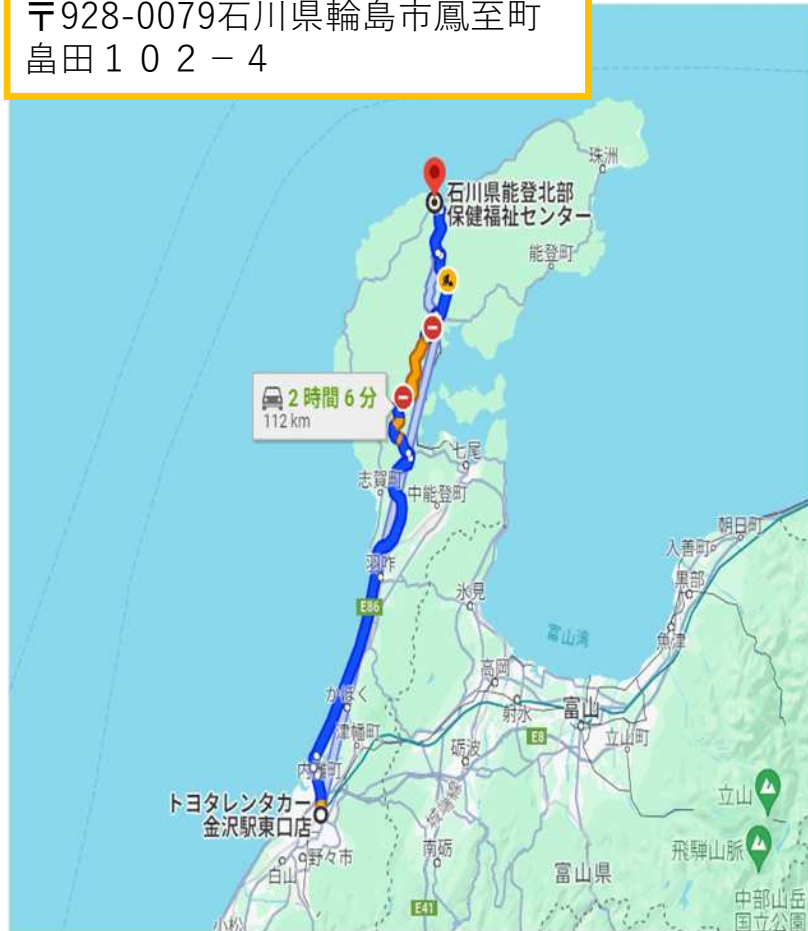 〒928-0079石川県輪島市鳳至町
畠田１０２－４
珠洲
石川県能登北部
保健福祉センター
能登町
2 時間 6 分
112 km
七尾
志賀町
中能登町
朝日町
入善町
羽咋
黒部
氷見
E86
富山湾
魚津
高岡
かほく
射水
富山
津幡町
E8
立山町
砺波
内灘町
立山
トヨタレンタカー
金沢駅東口店
野々市
南砺
飛騨山脈
白山
富山県
中部山岳
国立公園
E41
小松